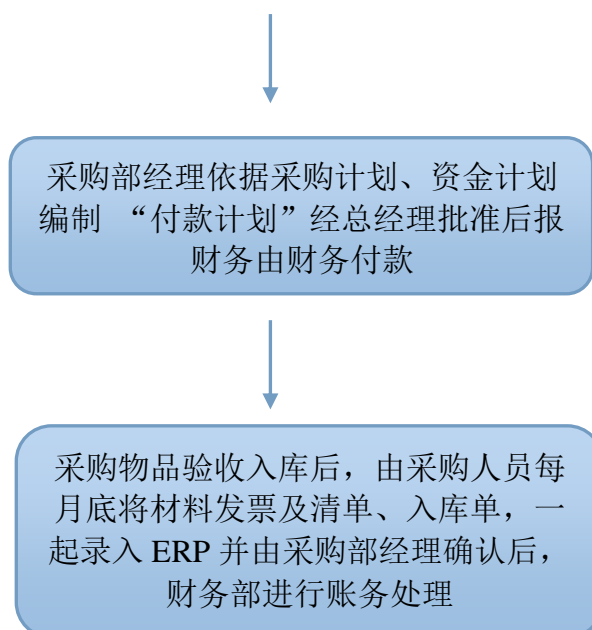 采购部经理依据采购计划、资金计划
编制 “付款计划”经总经理批准后报
财务由财务付款
采购物品验收入库后，由采购人员每
月底将材料发票及清单、入库单，一
起录入 ERP 并由采购部经理确认后，
财务部进行账务处理